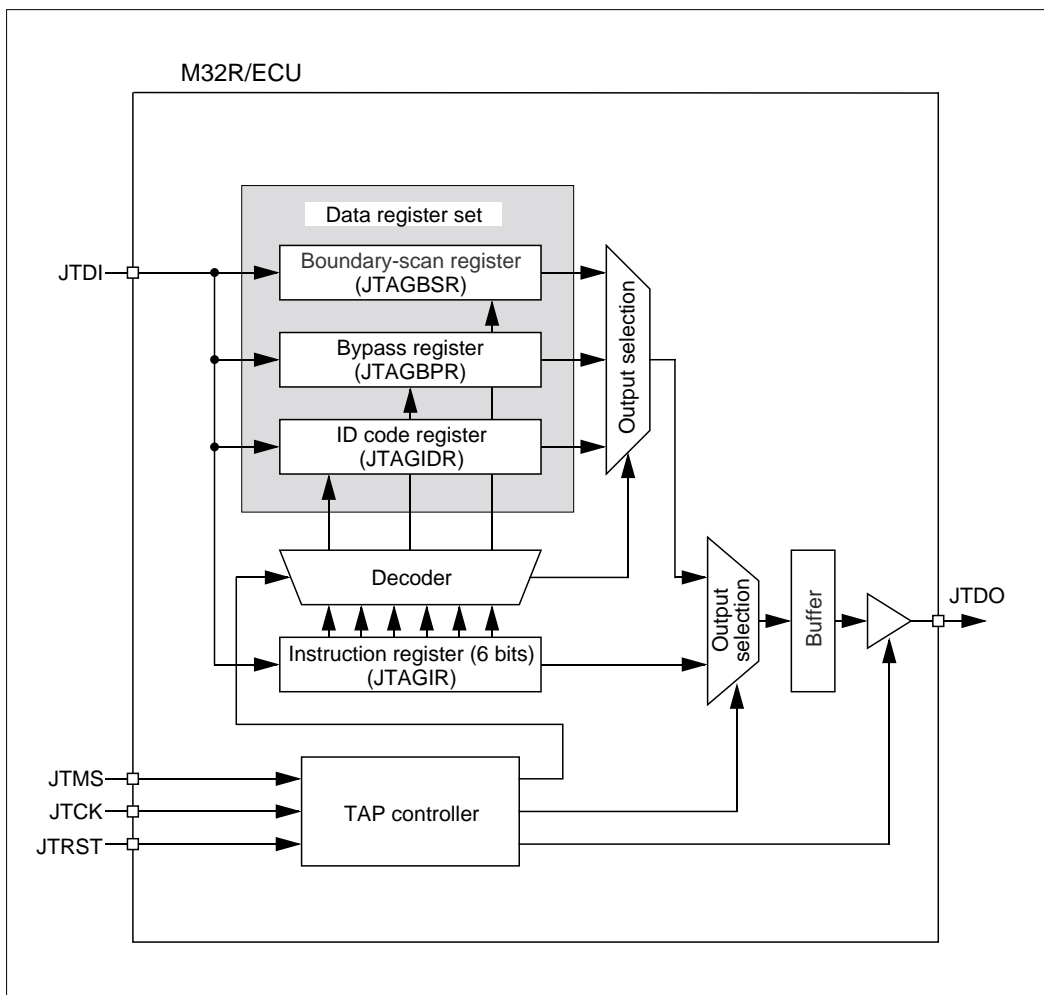 M32R/ECU
Data register set
JTDI
Boundary-scan register
(JTAGBSR)
Output selection
Bypass register
(JTAGBPR)
ID code register
(JTAGIDR)
Decoder
Output
selection
Buffer
JTDO
Instruction register (6 bits)
(JTAGIR)
JTMS
JTCK
JTRST
TAP controller